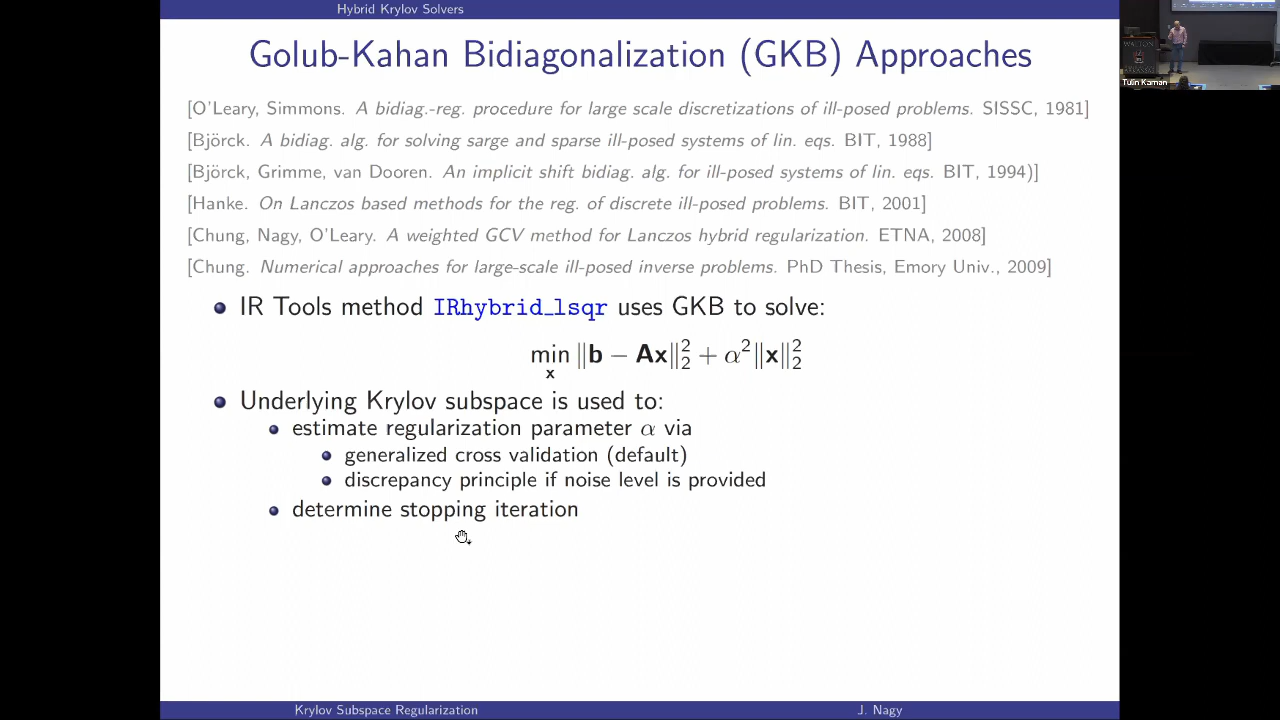 Hybrid Krylov Solvers
Golub-Kahan Bidiagonalization (GKB) Approaches
[O'Leary, Simmons. A bidiag.-reg. procedure for large scale discretizations of ill-posed problems. SISSC, 1981]
[Björck. A bidiag. alg. for solving sarge and sparse ill-posed systems of lin. eqs. BIT, 1988]
[Björck, Grimme, van Dooren. An implicit shift bidiag. alg. for ill-posed systems of lin. eqs. BIT, 1994)]
[Hanke. On Lanczos based methods for the reg. of discrete ill-posed problems. BIT, 2001]
[Chung, Nagy, O'Leary. A weighted GCV method for Lanczos hybrid regularization. ETNA, 2008]
[Chung. Numerical approaches for large-scale ill-posed inverse problems. PhD Thesis, Emory Univ., 2009]
IR Tools method IRhybrid_lsqr uses GKB to solve:
min_x ‖b − Ax‖₂² + α²‖x‖₂²
Underlying Krylov subspace is used to:
estimate regularization parameter α via
generalized cross validation (default)
discrepancy principle if noise level is provided
determine stopping iteration
Krylov Subspace Regularization
J. Nagy
WALTON
Tulin Kaman